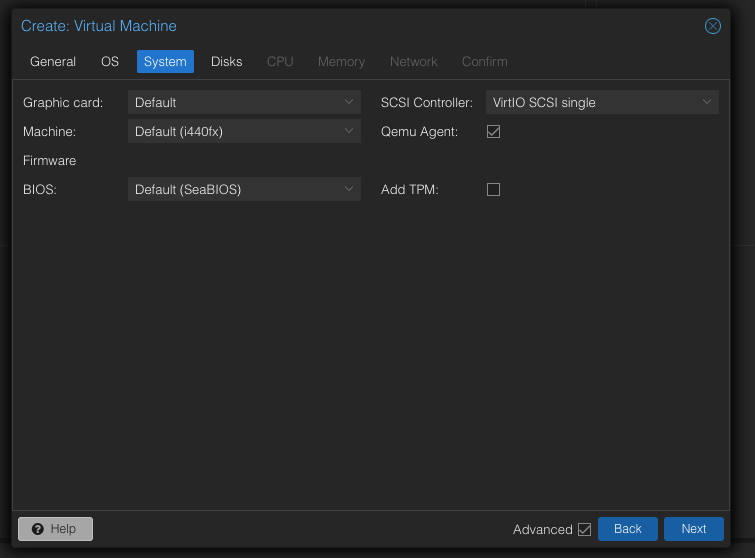 Create: Virtual Machine
General OS System Disks CPU Memory Network Confirm
Graphic card: Default SCSI Controller: VirtIO SCSI single
Machine: Default (i440fx) Qemu Agent:
Firmware
BIOS: Default (SeaBIOS) Add TPM:
? Help Advanced Back Next